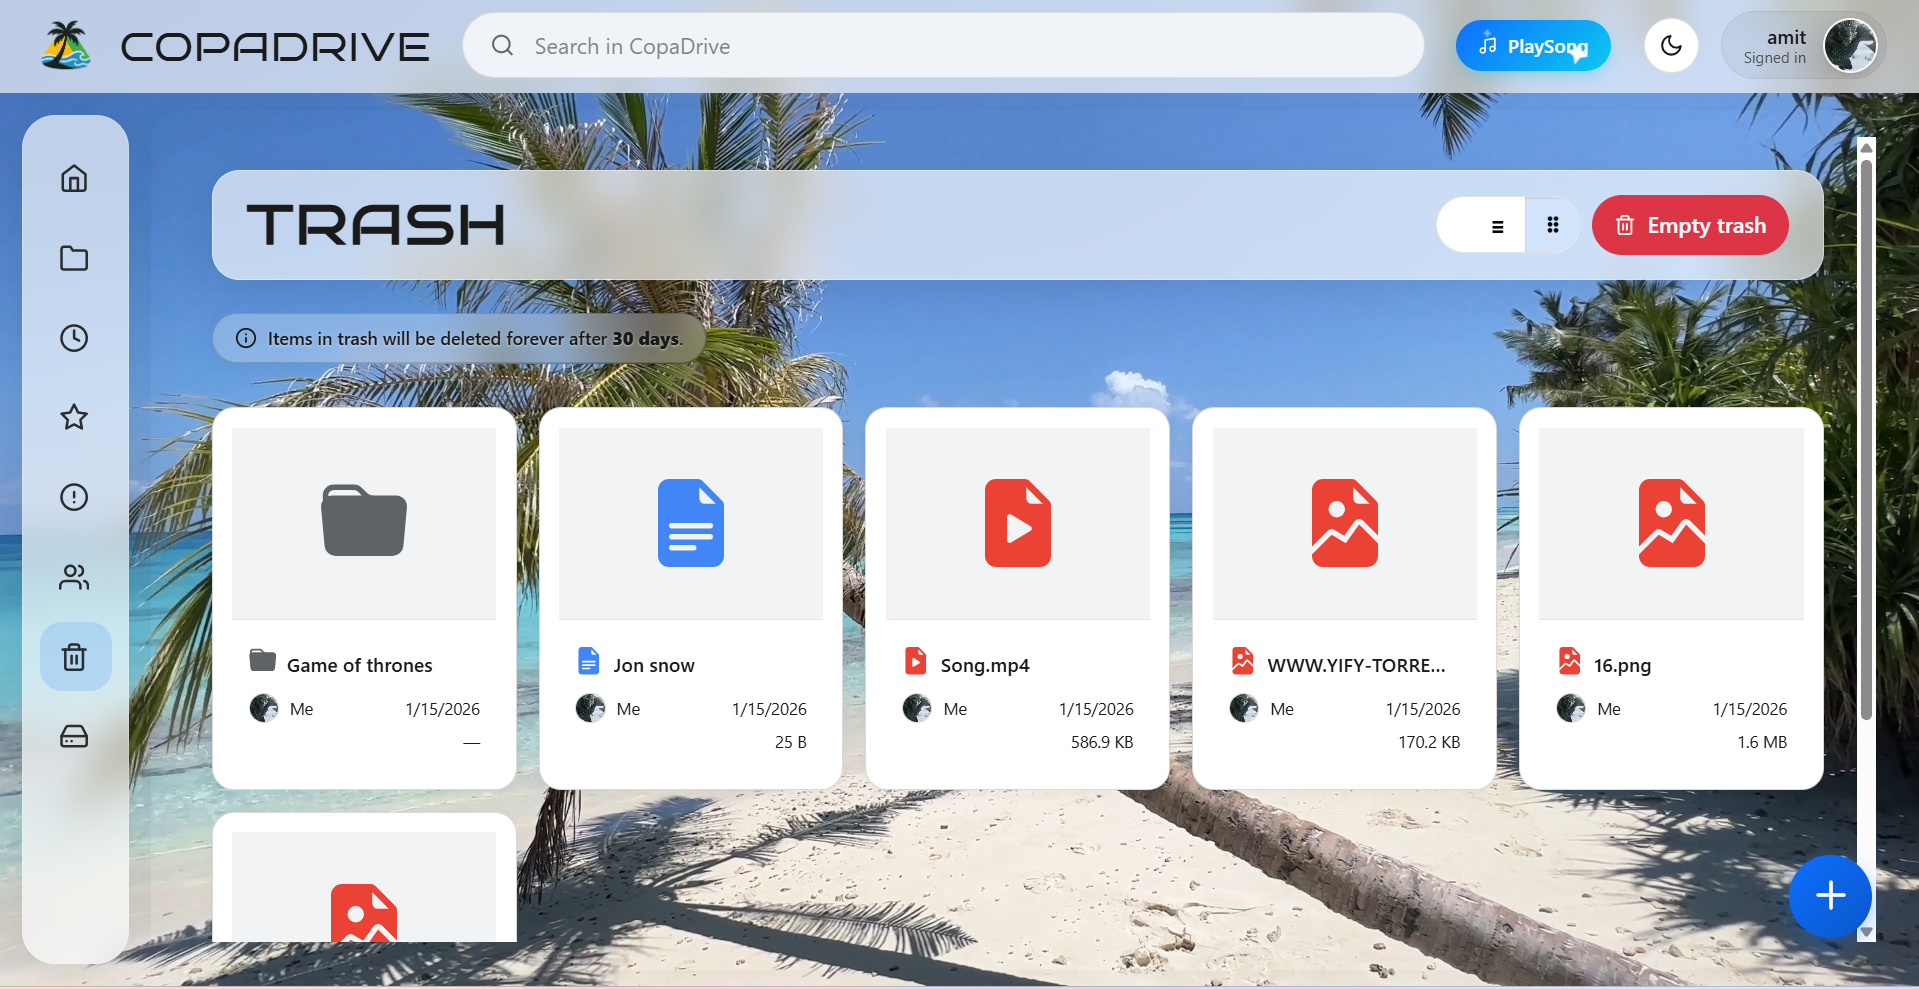 COPADRIVE
Search in CopaDrive
PlaySong
amit
Signed in
TRASH
Empty trash
Items in trash will be deleted forever after 30 days.
Game of thrones
Me 1/15/2026
—
Jon snow
Me 1/15/2026
25 B
Song.mp4
Me 1/15/2026
586.9 KB
WWW.YIFY-TORRE...
Me 1/15/2026
170.2 KB
16.png
Me 1/15/2026
1.6 MB